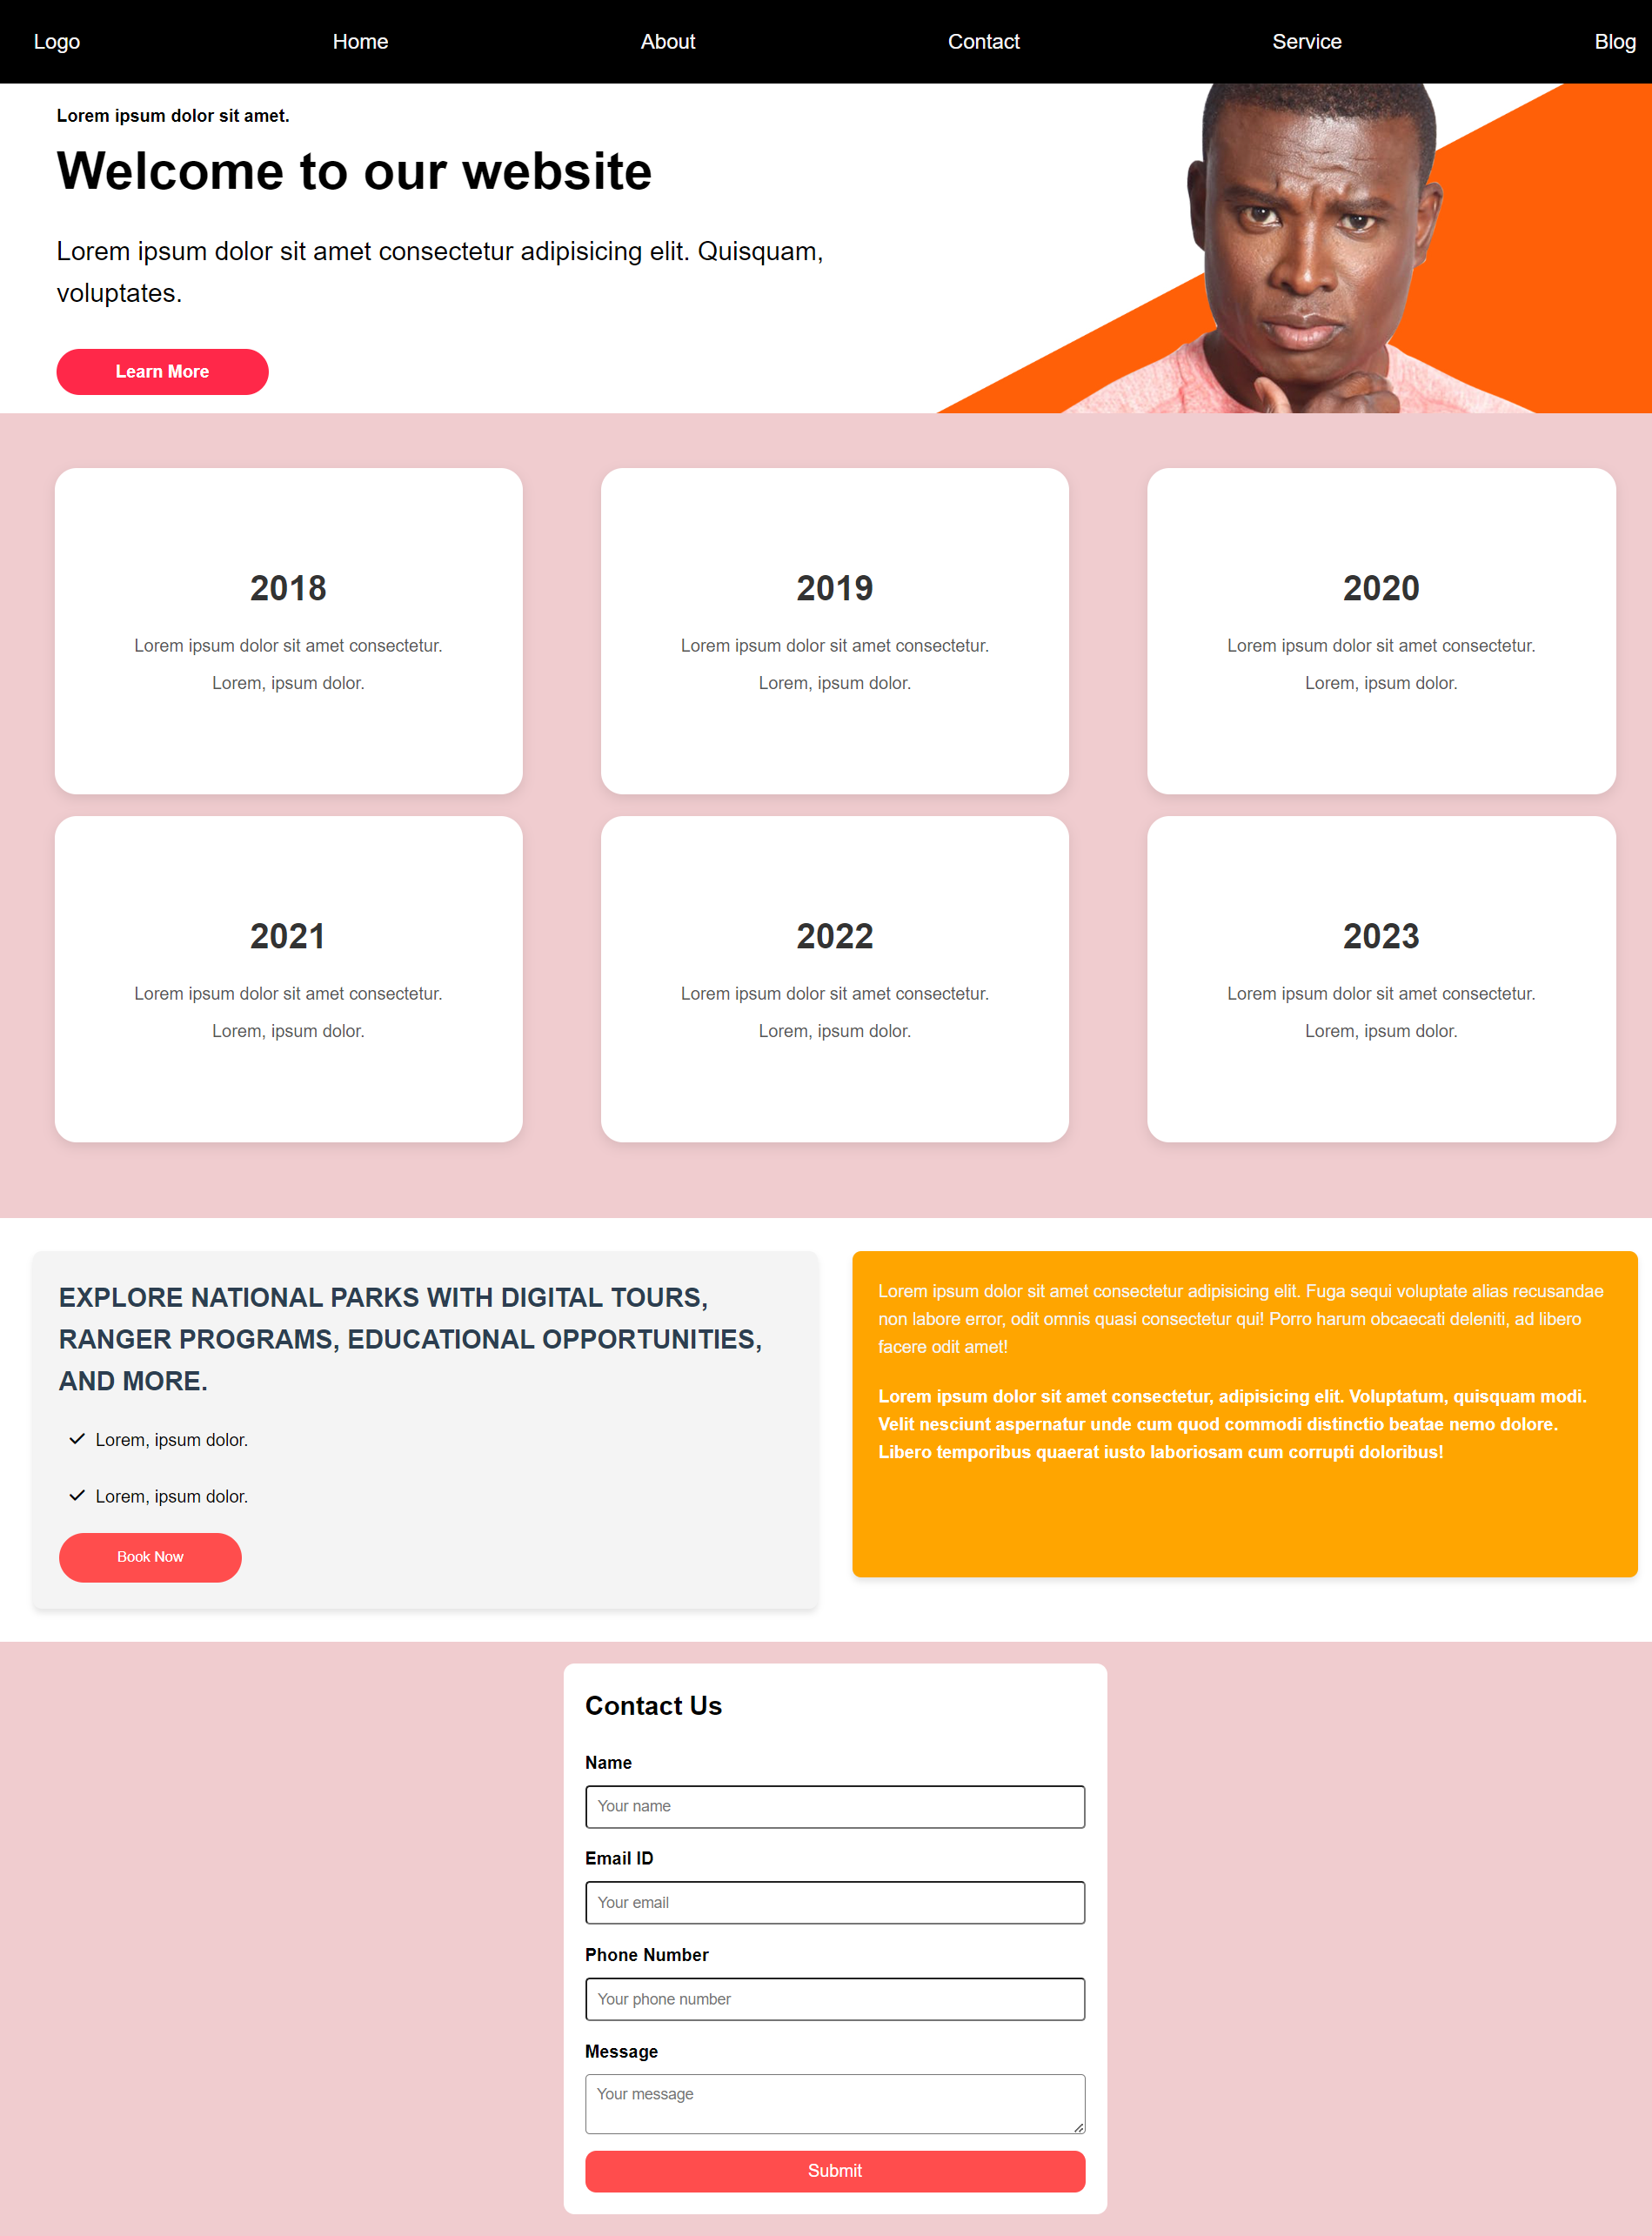 Logo Home About Contact Service Blog
Lorem ipsum dolor sit amet.
Welcome to our website
Lorem ipsum dolor sit amet consectetur adipisicing elit. Quisquam,
voluptates.
Learn More
2018
Lorem ipsum dolor sit amet consectetur.
Lorem, ipsum dolor.
2019
Lorem ipsum dolor sit amet consectetur.
Lorem, ipsum dolor.
2020
Lorem ipsum dolor sit amet consectetur.
Lorem, ipsum dolor.
2021
Lorem ipsum dolor sit amet consectetur.
Lorem, ipsum dolor.
2022
Lorem ipsum dolor sit amet consectetur.
Lorem, ipsum dolor.
2023
Lorem ipsum dolor sit amet consectetur.
Lorem, ipsum dolor.
EXPLORE NATIONAL PARKS WITH DIGITAL TOURS,
RANGER PROGRAMS, EDUCATIONAL OPPORTUNITIES,
AND MORE.
Lorem, ipsum dolor.
Lorem, ipsum dolor.
Book Now
Lorem ipsum dolor sit amet consectetur adipisicing elit. Fuga sequi voluptate alias recusandae
non labore error, odit omnis quasi consectetur qui! Porro harum obcaecati deleniti, ad libero
facere odit amet!
Lorem ipsum dolor sit amet consectetur, adipisicing elit. Voluptatum, quisquam modi.
Velit nesciunt aspernatur unde cum quod commodi distinctio beatae nemo dolore.
Libero temporibus quaerat iusto laboriosam cum corrupti doloribus!
Contact Us
Name
Your name
Email ID
Your email
Phone Number
Your phone number
Message
Your message
Submit